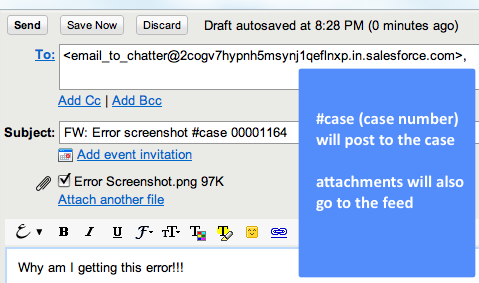 Send Save Now Discard Draft autosaved at 8:28 PM (0 minutes ago)
To: <email_to_chatter@2cogv7hypnh5msynj1qeflnxp.in.salesforce.com>,
Add Cc | Add Bcc
Subject: FW: Error screenshot #case 00001164
Add event invitation
Error Screenshot.png 97K
Attach another file
B I U
Why am I getting this error!!!
#case (case number)
will post to the case
attachments will also
go to the feed